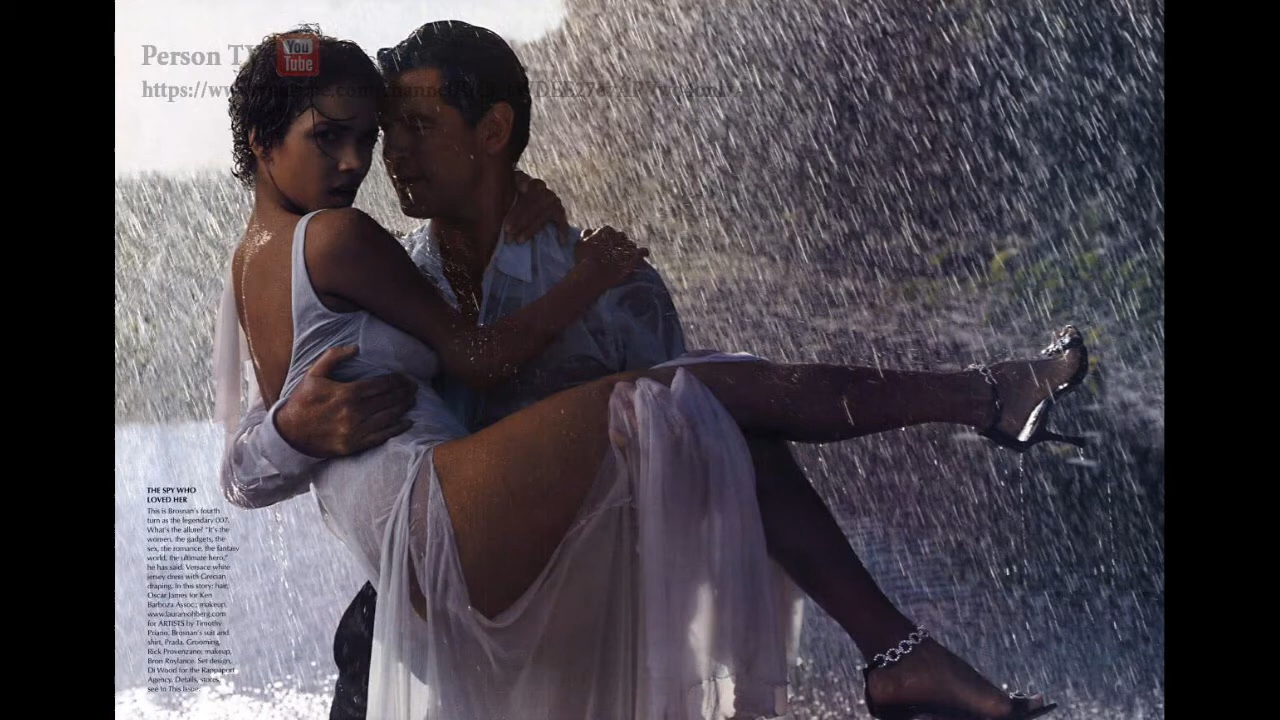 Person TV
You
Tube
THE SPY WHO
LOVED HER
This is Brosnan's fourth
turn as the legendary 007.
What's the allure? "It's the
women, the gadgets, the
sex, the romance, the fantasy
world, the ultimate hero,"
he has said. Versace white
jersey dress with Grecian
draping. In this story: hair,
Oscar James for Ken
Barboza Assoc.; makeup,
for ARTISTS by Timothy
Priano. Brosnan's suit and
shirt, Prada. Grooming,
Rick Provenzano; makeup,
Bron Roylance. Set design,
Di Wood for the Rappaport
Agency. Details, stores,
see In This Issue.